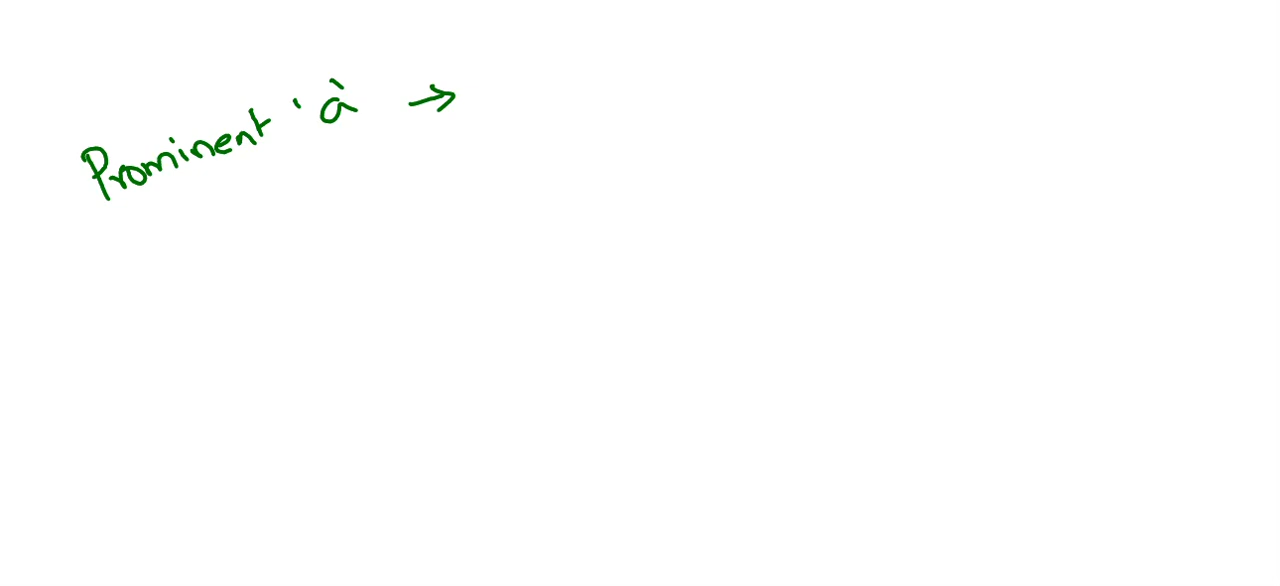 Prominent 'à →